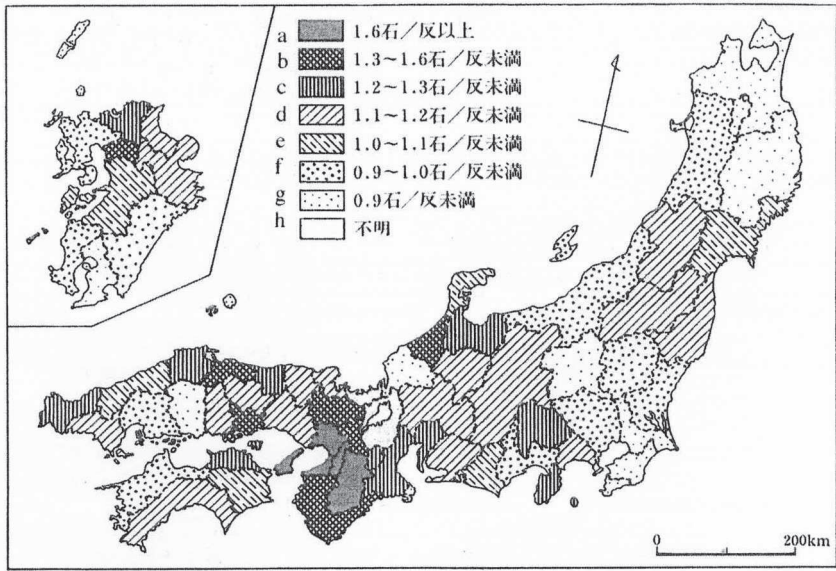 a 1.6石／反以上
b 1.3〜1.6石／反未満
c 1.2〜1.3石／反未満
d 1.1〜1.2石／反未満
e 1.0〜1.1石／反未満
f 0.9〜1.0石／反未満
g 0.9石／反未満
h 不明
0 200km